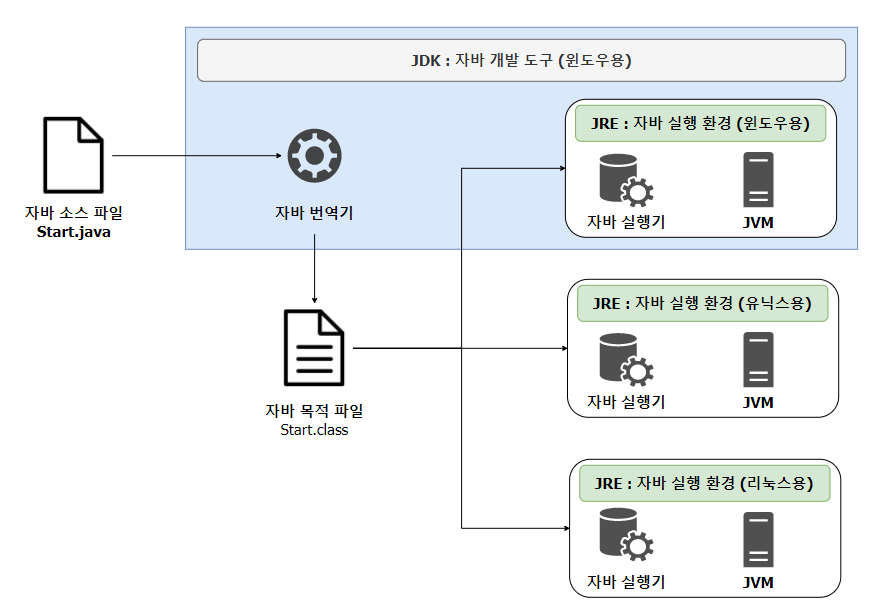 JDK : 자바 개발 도구 (윈도우용)
JRE : 자바 실행 환경 (윈도우용)
자바 소스 파일
Start.java
자바 번역기
자바 실행기
JVM
JRE : 자바 실행 환경 (유닉스용)
자바 실행기
JVM
자바 목적 파일
Start.class
JRE : 자바 실행 환경 (리눅스용)
자바 실행기
JVM